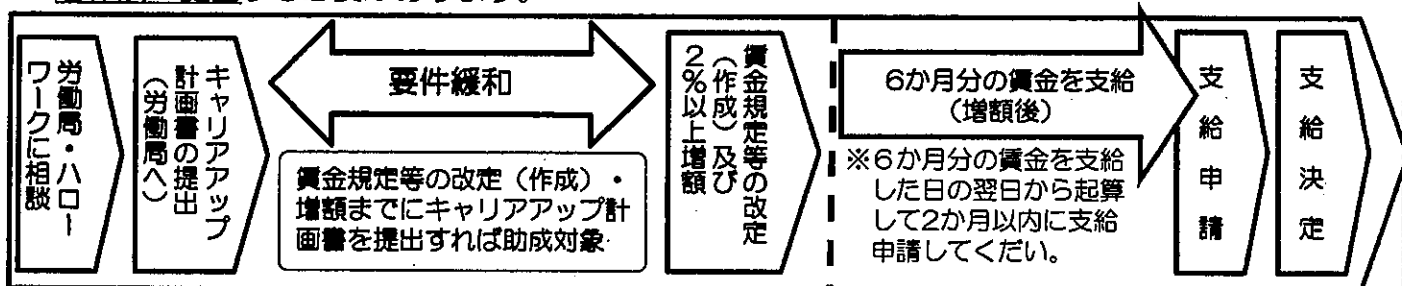 労働局・ハロー
ワークに相談
キャリアアップ
計画書の提出
（労働局へ）
要件緩和
賃金規定等の改定（作成）・
増額までにキャリアアップ計
画書を提出すれば助成対象
賃金規定等の改定
（作成）及び
2％以上増額
6か月分の賃金を支給
（増額後）
※6か月分の賃金を支給
した日の翌日から起算
して2か月以内に支給
申請してくだい。
支給申請
支給決定